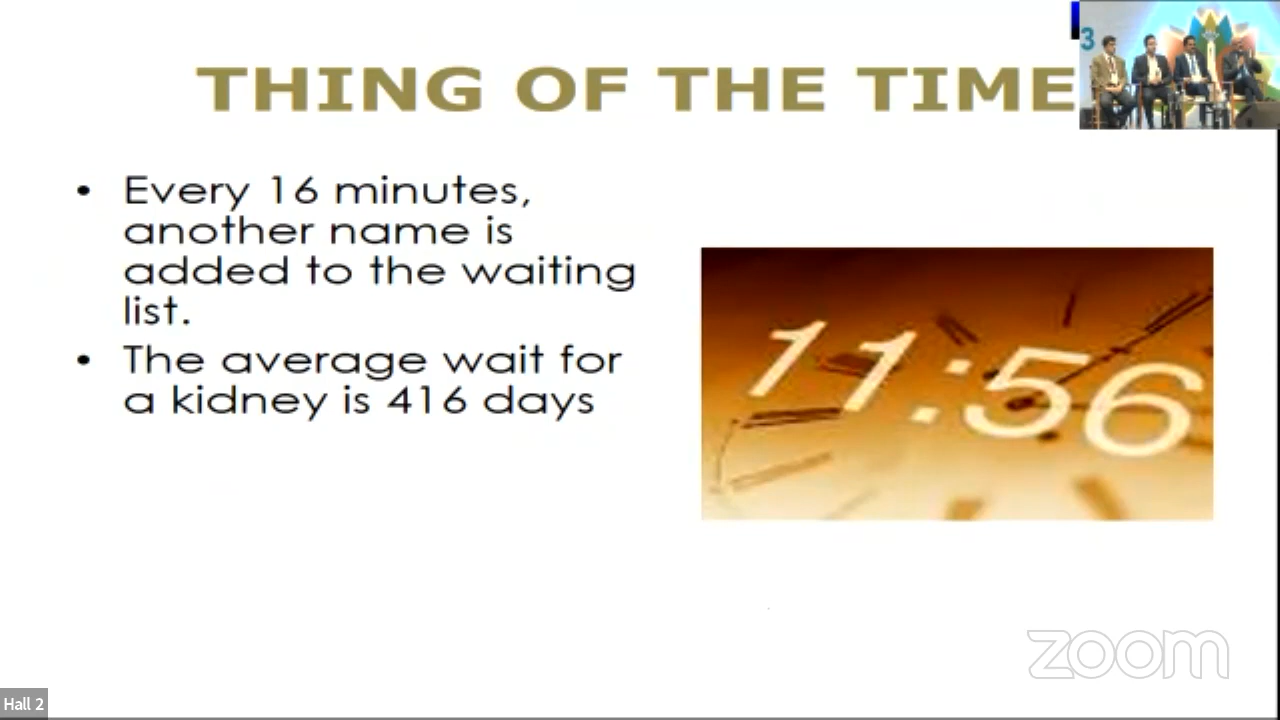 THING OF THE TIME
3
• Every 16 minutes,
another name is
added to the waiting
list.
• The average wait for
a kidney is 416 days
11:56
zoom
Hall 2